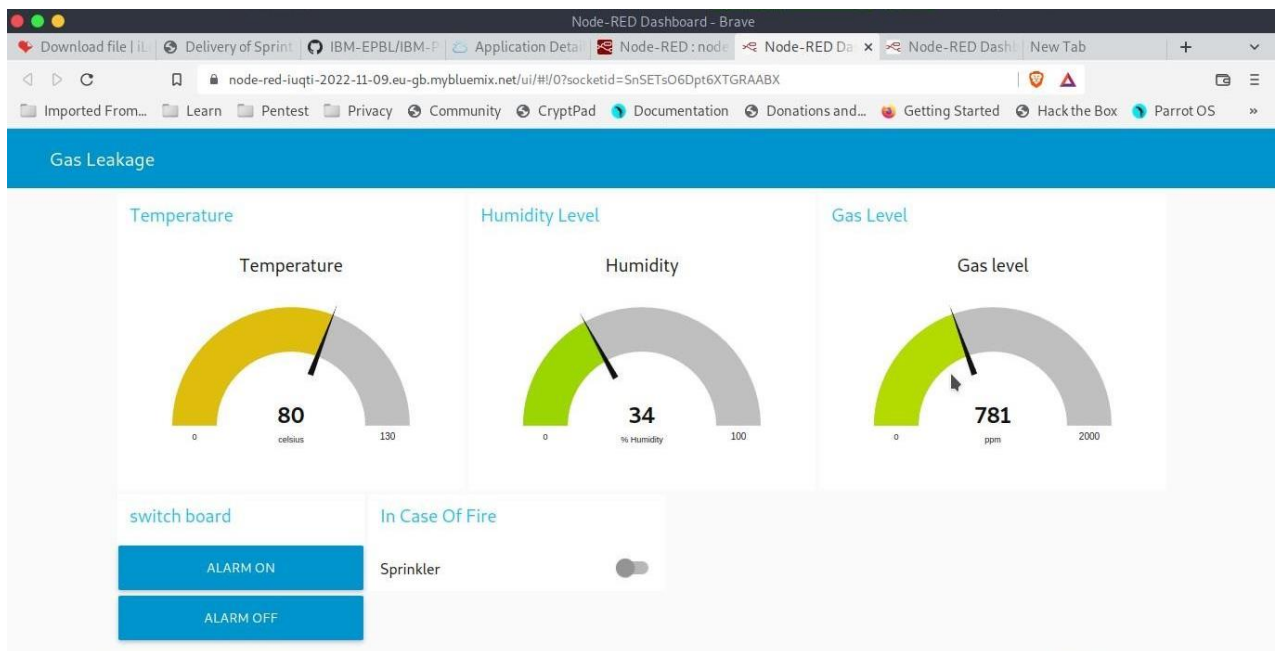 Node-RED Dashboard - Brave
Download file | iL
Delivery of Sprint
IBM-EPBL/IBM-P
Application Detail
Node-RED : node
Node-RED Da
Node-RED Dashb
New Tab
node-red-iuqti-2022-11-09.eu-gb.mybluemix.net/ui/#!/0?socketid=SnSETsO6Dpt6XTGRAABX
Imported From... Learn Pentest Privacy Community CryptPad Documentation Donations and... Getting Started Hack the Box Parrot OS »
Gas Leakage
Temperature
Temperature
80
celsius
0
130
Humidity Level
Humidity
34
% Humidity
0
100
Gas Level
Gas level
781
ppm
0
2000
switch board
ALARM ON
ALARM OFF
In Case Of Fire
Sprinkler